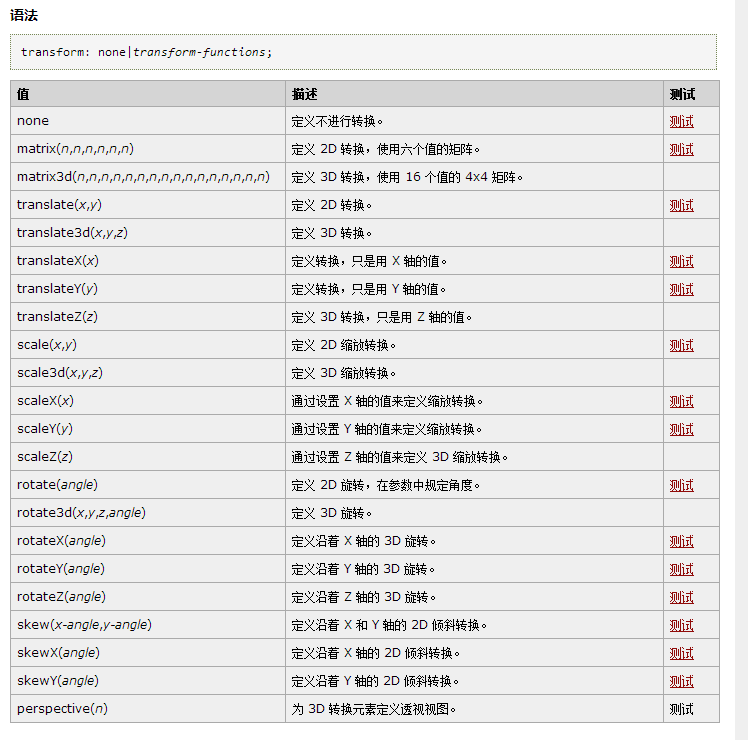 语法
transform: none|transform-functions;
值 描述 测试
none 定义不进行转换。 测试
matrix(n,n,n,n,n,n) 定义 2D 转换，使用六个值的矩阵。 测试
matrix3d(n,n,n,n,n,n,n,n,n,n,n,n,n,n,n,n) 定义 3D 转换，使用 16 个值的 4x4 矩阵。
translate(x,y) 定义 2D 转换。 测试
translate3d(x,y,z) 定义 3D 转换。
translateX(x) 定义转换，只是用 X 轴的值。 测试
translateY(y) 定义转换，只是用 Y 轴的值。 测试
translateZ(z) 定义 3D 转换，只是用 Z 轴的值。
scale(x,y) 定义 2D 缩放转换。 测试
scale3d(x,y,z) 定义 3D 缩放转换。
scaleX(x) 通过设置 X 轴的值来定义缩放转换。 测试
scaleY(y) 通过设置 Y 轴的值来定义缩放转换。 测试
scaleZ(z) 通过设置 Z 轴的值来定义 3D 缩放转换。
rotate(angle) 定义 2D 旋转，在参数中规定角度。 测试
rotate3d(x,y,z,angle) 定义 3D 旋转。
rotateX(angle) 定义沿着 X 轴的 3D 旋转。 测试
rotateY(angle) 定义沿着 Y 轴的 3D 旋转。 测试
rotateZ(angle) 定义沿着 Z 轴的 3D 旋转。 测试
skew(x-angle,y-angle) 定义沿着 X 和 Y 轴的 2D 倾斜转换。 测试
skewX(angle) 定义沿着 X 轴的 2D 倾斜转换。 测试
skewY(angle) 定义沿着 Y 轴的 2D 倾斜转换。 测试
perspective(n) 为 3D 转换元素定义透视视图。 测试